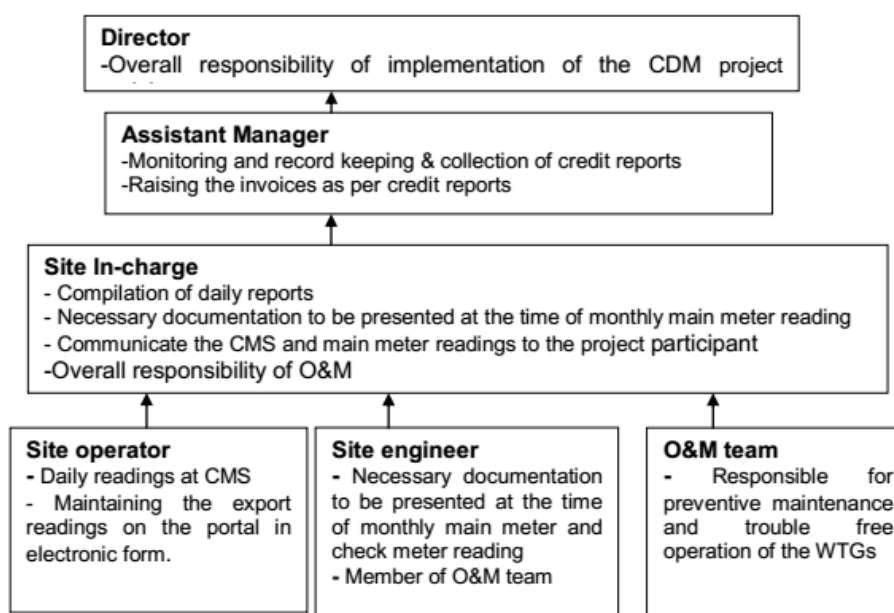 Director
-Overall responsibility of implementation of the CDM project
Assistant Manager
-Monitoring and record keeping & collection of credit reports
-Raising the invoices as per credit reports
Site In-charge
- Compilation of daily reports
- Necessary documentation to be presented at the time of monthly main meter reading
- Communicate the CMS and main meter readings to the project participant
-Overall responsibility of O&M
Site operator
- Daily readings at CMS
- Maintaining the export
readings on the portal in
electronic form.
Site engineer
- Necessary documentation
to be presented at the time
of monthly main meter and
check meter reading
- Member of O&M team
O&M team
- Responsible for
preventive maintenance
and trouble free
operation of the WTGs